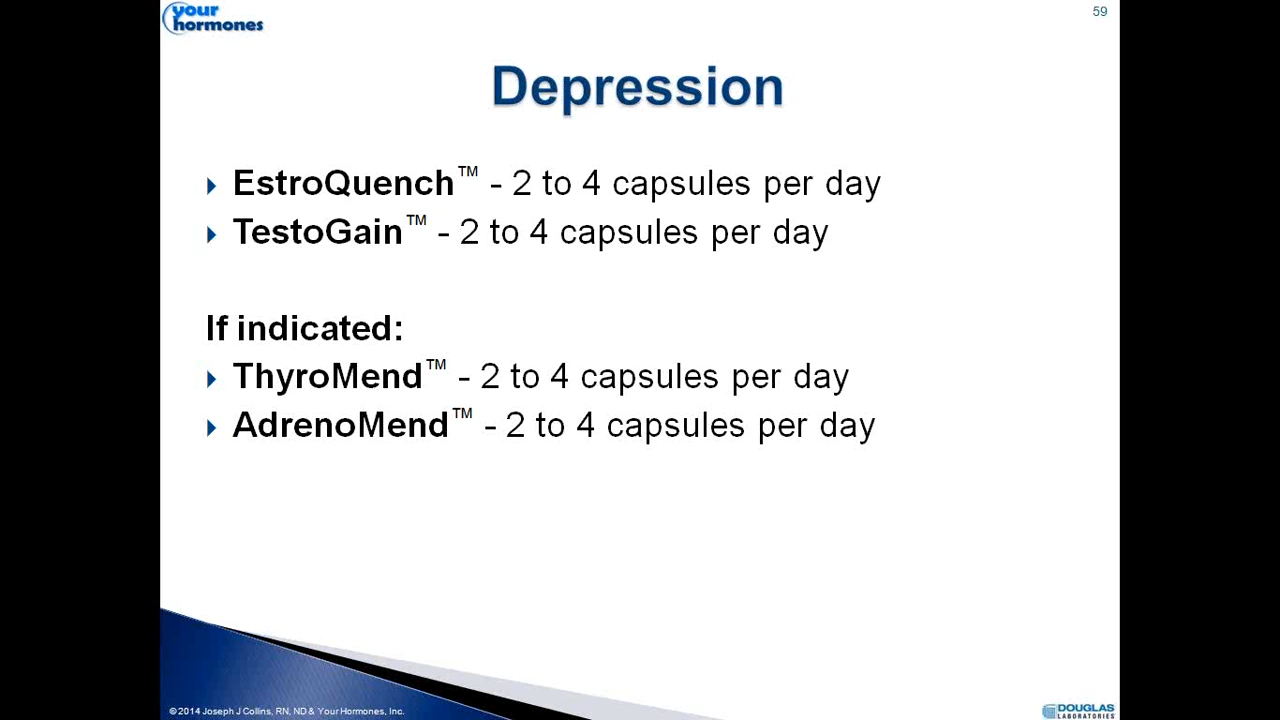 your
hormones
59
Depression
EstroQuench™ - 2 to 4 capsules per day
TestoGain™ - 2 to 4 capsules per day
If indicated:
ThyroMend™ - 2 to 4 capsules per day
AdrenoMend™ - 2 to 4 capsules per day
© 2014 Joseph J Collins, RN, ND & Your Hormones, Inc.
DOUGLAS
LABORATORIES